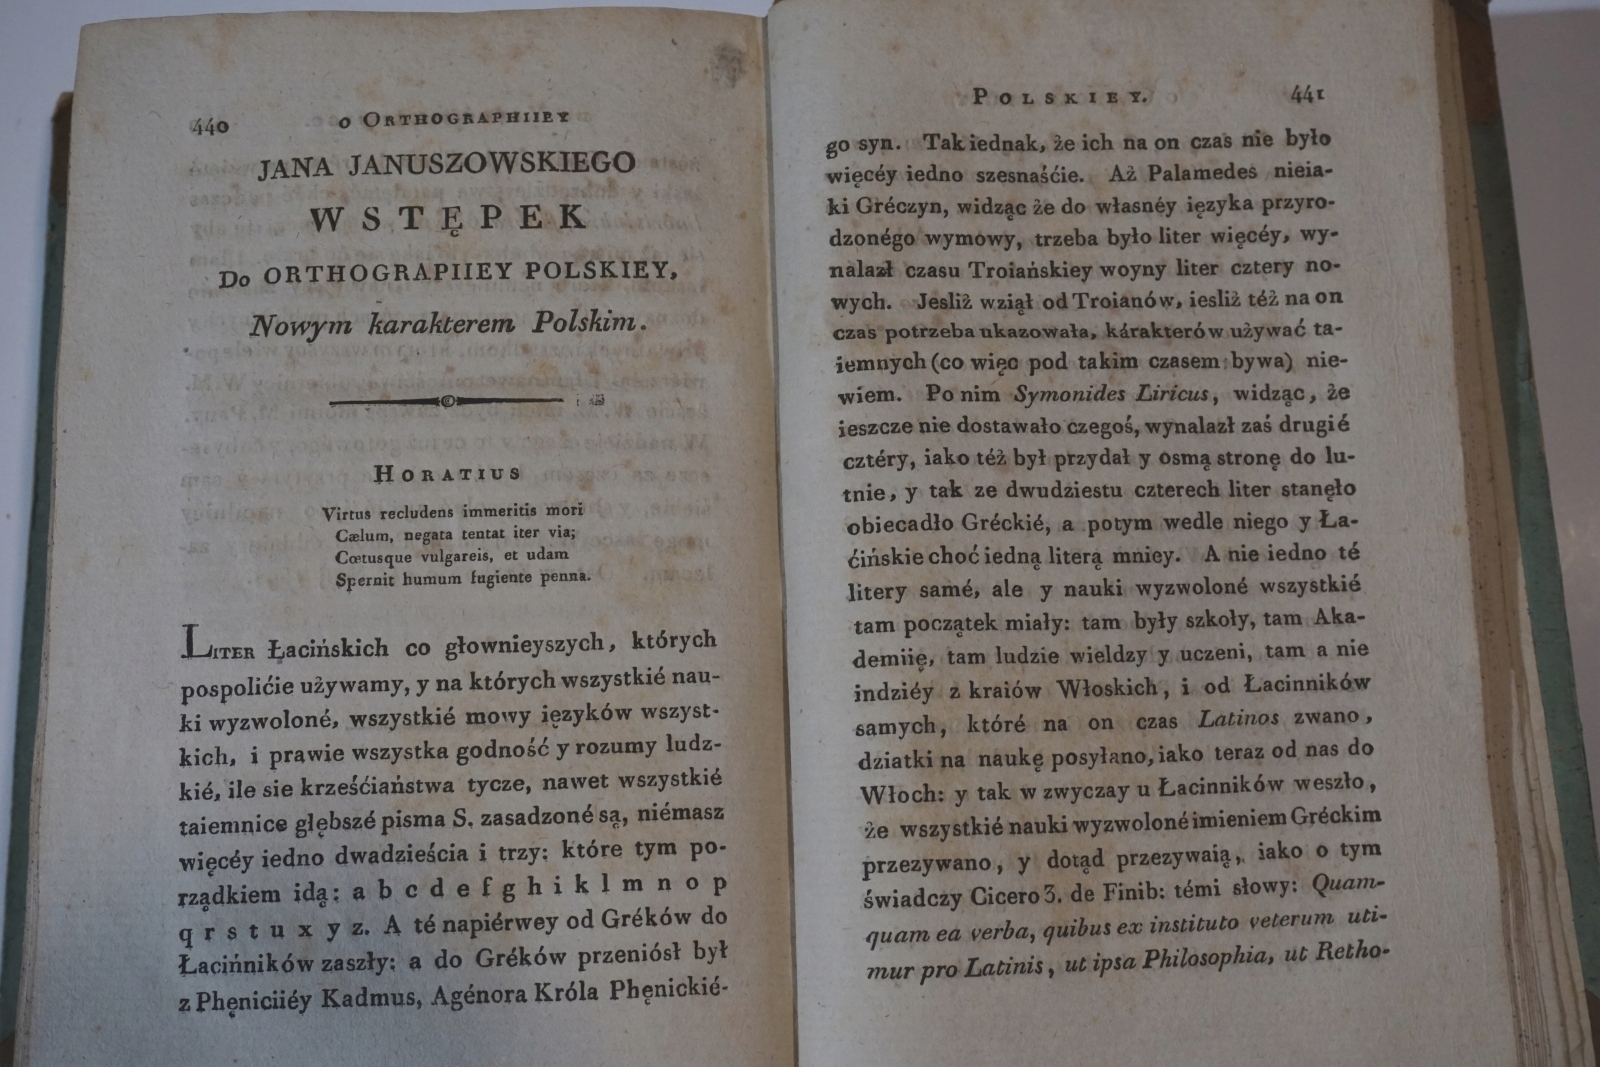 440 o Orthographiiey
JANA JANUSZOWSKIEGO
WSTĘPEK
Do ORTHOGRAPIIEY POLSKIEY,
Nowym karakterem Polskim.
Horatius
Virtus recludens immeritis mori
Cælum, negata tentat iter via;
Cœtusque vulgareis, et udam
Spernit humum fugiente penna.
Liter Łacińskich co głownieyszych, których
pospolićie używamy, y na których wszystkié nau-
ki wyzwoloné, wszystkié mowy ięzyków wszyst-
kich, i prawie wszystka godność y rozumy ludz-
kié, ile sie krześćiaństwa tycze, nawet wszystkié
taiemnice głębszé pisma S. zasadzoné są, niémasz
więcéy iedno dwadzieścia i trzy: które tym po-
rządkiem idą: a b c d e f g h i k l m n o p
q r s t u x y z. A té napiérwey od Gréków do
Łacińników zaszły: a do Gréków przeniósł był
z Phęniciiéy Kadmus, Agénora Króla Phęnickié-
Polskiey. 441
go syn. Tak iednak, że ich na on czas nie było
więcéy iedno szesnaśćie. Aż Palamedes nieia-
ki Gréczyn, widząc że do własnéy ięzyka przyro-
dzonégo wymowy, trzeba było liter więcéy, wy-
nalazł czasu Troiańskiey woyny liter cztery no-
wych. Jesliż wziął od Troianów, iesliż téż na on
czas potrzeba ukazowała, kárakterów używać ta-
iemnych (co więc pod takim czasem bywa) nie-
wiem. Po nim Symonides Liricus, widząc, że
ieszcze nie dostawało czegoś, wynalazł zaś drugié
cztéry, iako téż był przydał y osmą stronę do lu-
tnie, y tak ze dwudziestu czterech liter stanęło
obiecadło Gréckié, a potym wedle niego y Ła-
ćińskie choć iedną literą mniey. A nie iedno té
litery samé, ale y nauki wyzwoloné wszystkié
tam początek miały: tam były szkoły, tam Aka-
demiię, tam ludzie wieldzy y uczeni, tam a nie
indziéy z kraiów Włoskich, i od Łacinników
samych, któré na on czas Latinos zwano,
dziatki na naukę posyłano, iako teraz od nas do
Włoch: y tak w zwyczay u Łacinników weszło,
że wszystkié nauki wyzwoloné imieniem Gréckim
przezywano, y dotąd przezywaią, iako o tym
świadczy Cicero 3. de Finib: témi słowy: Quam-
quam ea verba, quibus ex instituto veterum uti-
mur pro Latinis, ut ipsa Philosophia, ut Retho-